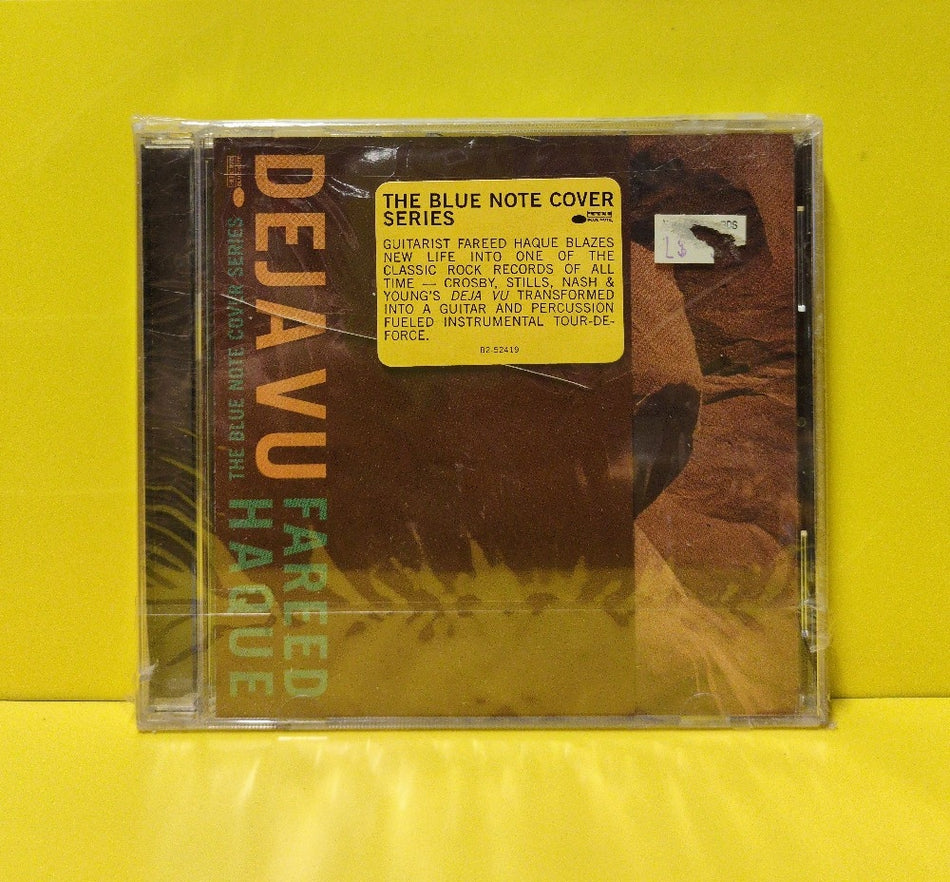 DEJA VU
THE BLUE NOTE COVER SERIES
FAREED
HAQUE
THE BLUE NOTE COVER
SERIES
GUITARIST FAREED HAQUE BLAZES
NEW LIFE INTO ONE OF THE
CLASSIC ROCK RECORDS OF ALL
TIME — CROSBY, STILLS, NASH &
YOUNG'S DEJA VU TRANSFORMED
INTO A GUITAR AND PERCUSSION
FUELED INSTRUMENTAL TOUR-DE-
FORCE.
B2-52419